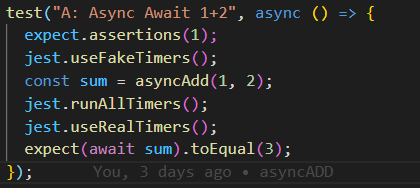 test("A: Async Await 1+2", async () => {
  expect.assertions(1);
  jest.useFakeTimers();
  const sum = asyncAdd(1, 2);
  jest.runAllTimers();
  jest.useRealTimers();
  expect(await sum).toEqual(3);
});     You, 3 days ago • asyncADD